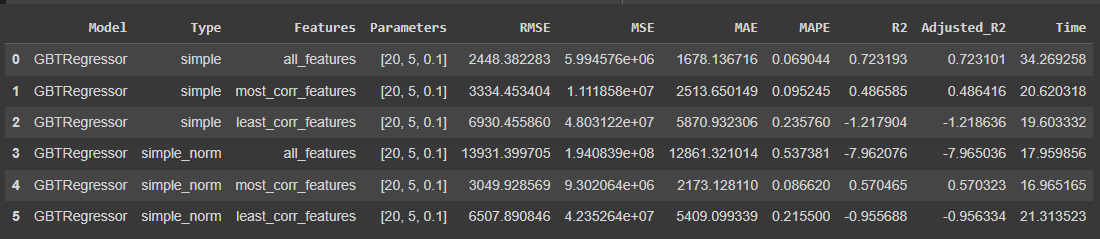 Model Type Features Parameters RMSE MSE MAE MAPE R2 Adjusted_R2 Time
0 GBTRegressor simple all_features [20, 5, 0.1] 2448.382283 5.994576e+06 1678.136716 0.069044 0.723193 0.723101 34.269258
1 GBTRegressor simple most_corr_features [20, 5, 0.1] 3334.453404 1.111858e+07 2513.650149 0.095245 0.486585 0.486416 20.620318
2 GBTRegressor simple least_corr_features [20, 5, 0.1] 6930.455860 4.803122e+07 5870.932306 0.235760 -1.217904 -1.218636 19.603332
3 GBTRegressor simple_norm all_features [20, 5, 0.1] 13931.399705 1.940839e+08 12861.321014 0.537381 -7.962076 -7.965036 17.959856
4 GBTRegressor simple_norm most_corr_features [20, 5, 0.1] 3049.928569 9.302064e+06 2173.128110 0.086620 0.570465 0.570323 16.965165
5 GBTRegressor simple_norm least_corr_features [20, 5, 0.1] 6507.890846 4.235264e+07 5409.099339 0.215500 -0.955688 -0.956334 21.313523